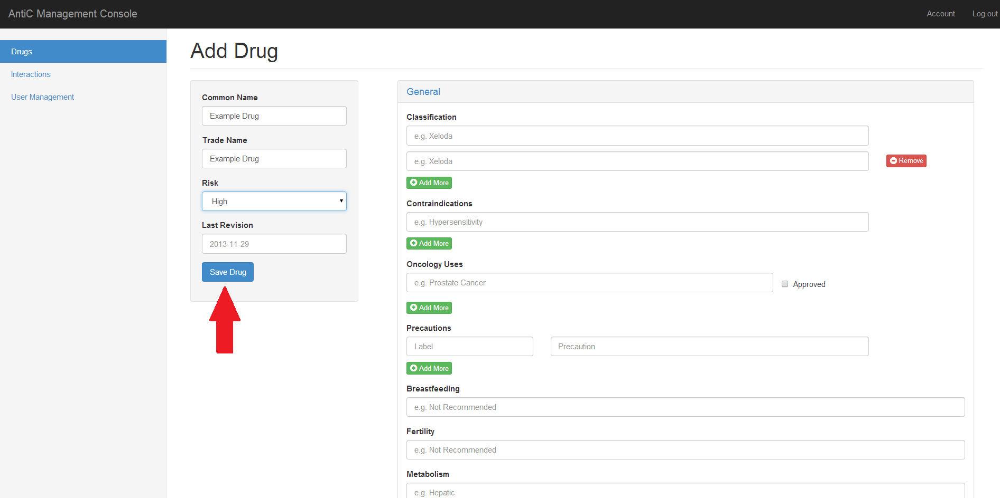 AntiC Management Console
Account
Log out
Drugs
Interactions
User Management
Add Drug
Common Name
Example Drug
Trade Name
Example Drug
Risk
High
Last Revision
2013-11-29
Save Drug
General
Classification
e.g. Xeloda
e.g. Xeloda
Remove
Add More
Contraindications
e.g. Hypersensitivity
Add More
Oncology Uses
e.g. Prostate Cancer
Approved
Add More
Precautions
Label
Precaution
Add More
Breastfeeding
e.g. Not Recommended
Fertility
e.g. Not Recommended
Metabolism
e.g. Hepatic